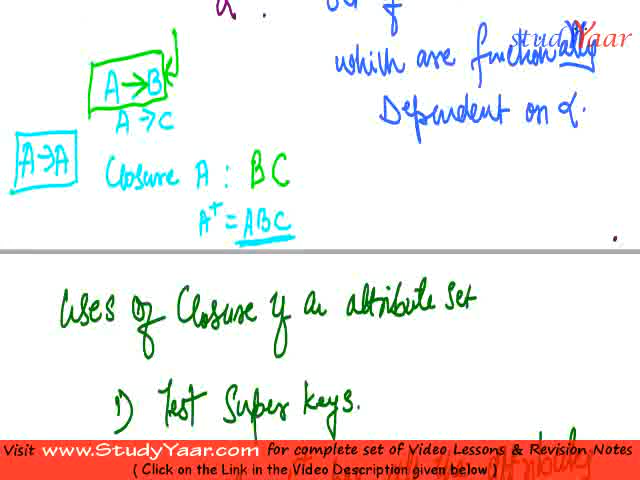 α.
studyYaar
which are functionally
Dependent on α.
A → B
A → C
A → A
Closure A : BC
A⁺ = ABC
Uses of Closure of an attribute set
1) Test Super keys.
Visit www.StudyYaar.com for complete set of Video Lessons & Revision Notes
( Click on the Link in the Video Description given below )